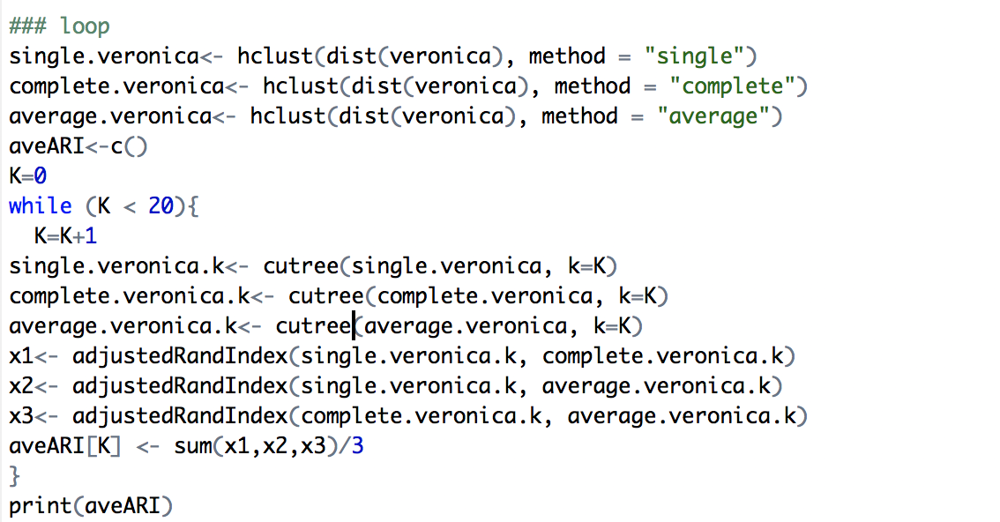 ### loop
single.veronica<- hclust(dist(veronica), method = "single")
complete.veronica<- hclust(dist(veronica), method = "complete")
average.veronica<- hclust(dist(veronica), method = "average")
aveARI<-c()
K=0
while (K < 20){
  K=K+1
single.veronica.k<- cutree(single.veronica, k=K)
complete.veronica.k<- cutree(complete.veronica, k=K)
average.veronica.k<- cutree(average.veronica, k=K)
x1<- adjustedRandIndex(single.veronica.k, complete.veronica.k)
x2<- adjustedRandIndex(single.veronica.k, average.veronica.k)
x3<- adjustedRandIndex(complete.veronica.k, average.veronica.k)
aveARI[K] <- sum(x1,x2,x3)/3
}
print(aveARI)